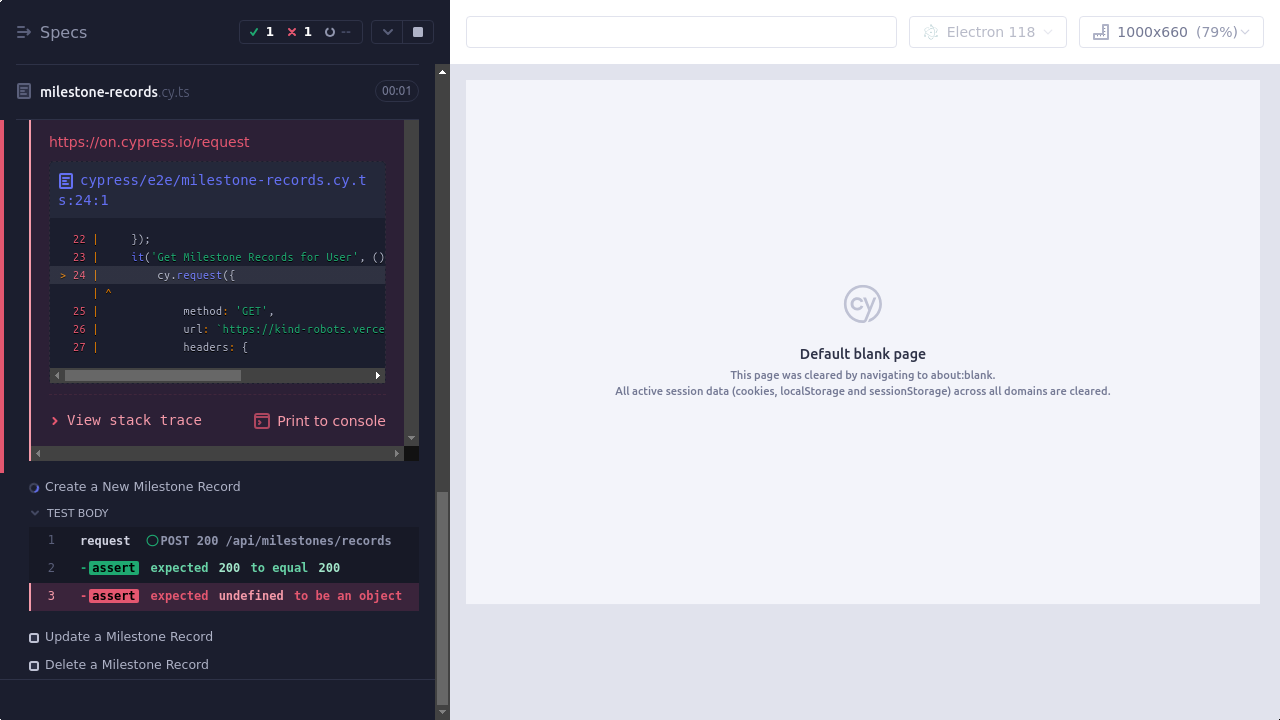 Specs
1
1
--
Electron 118
1000x660 (79%)
milestone-records.cy.ts
00:01
https://on.cypress.io/request
cypress/e2e/milestone-records.cy.t
s:24:1
22 | });
23 | it('Get Milestone Records for User', ()
> 24 | cy.request({
| ^
25 | method: 'GET',
26 | url: `https://kind-robots.verce
27 | headers: {
View stack trace
Print to console
Create a New Milestone Record
TEST BODY
1 request POST 200 /api/milestones/records
2 -assert expected 200 to equal 200
3 -assert expected undefined to be an object
Update a Milestone Record
Delete a Milestone Record
cy
Default blank page
This page was cleared by navigating to about:blank.
All active session data (cookies, localStorage and sessionStorage) across all domains are cleared.